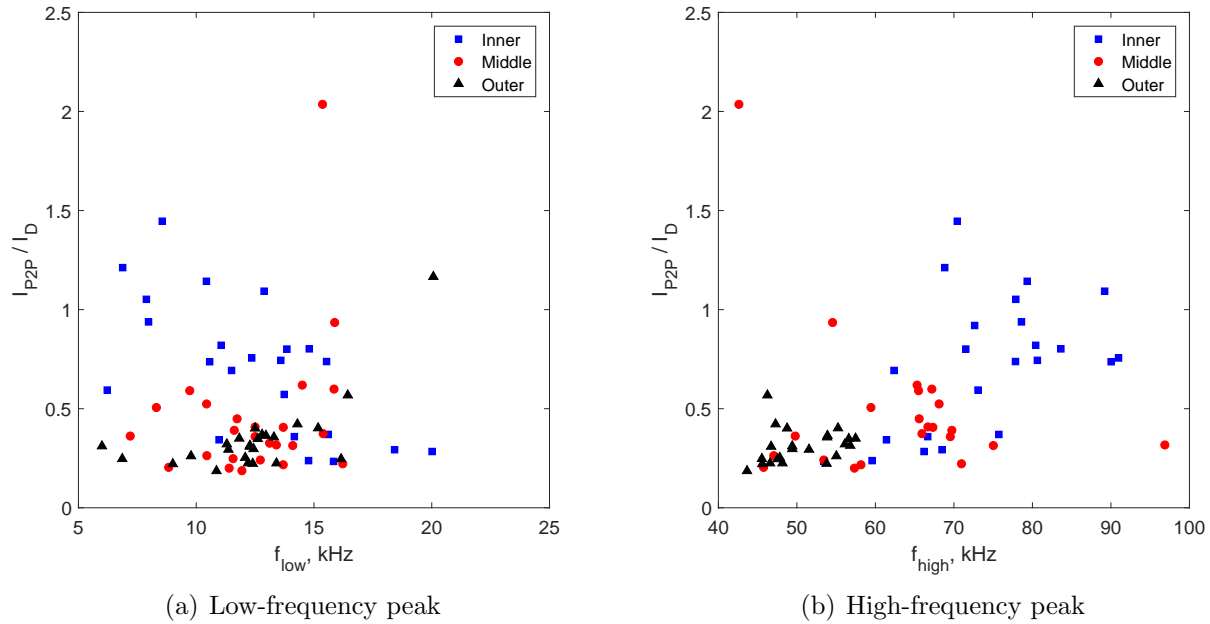 2.5
2
1.5
1
0.5
0
I_P2P / I_D
5 10 15 20 25
f_low, kHz
Inner
Middle
Outer
(a) Low-frequency peak
2.5
2
1.5
1
0.5
0
I_P2P / I_D
40 50 60 70 80 90 100
f_high, kHz
Inner
Middle
Outer
(b) High-frequency peak